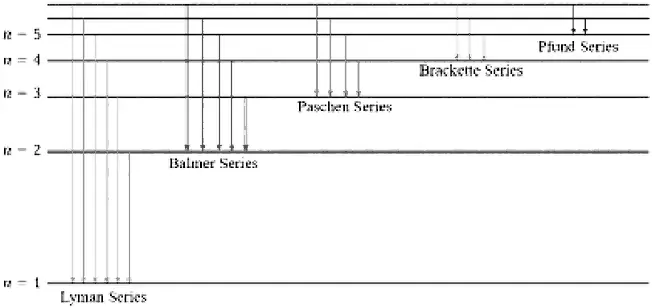 n = 5
Pfund Series
n = 4
Brackette Series
n = 3
Paschen Series
n = 2
Balmer Series
n = 1
Lyman Series